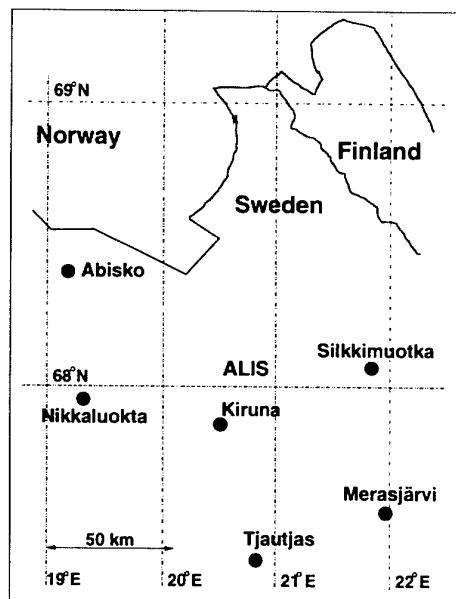 69°N
Norway
Finland
Sweden
Abisko
Silkkimuotka
ALIS
68°N
Nikkaluokta
Kiruna
Merasjärvi
50 km
Tjautjas
19°E
20°E
21°E
22°E